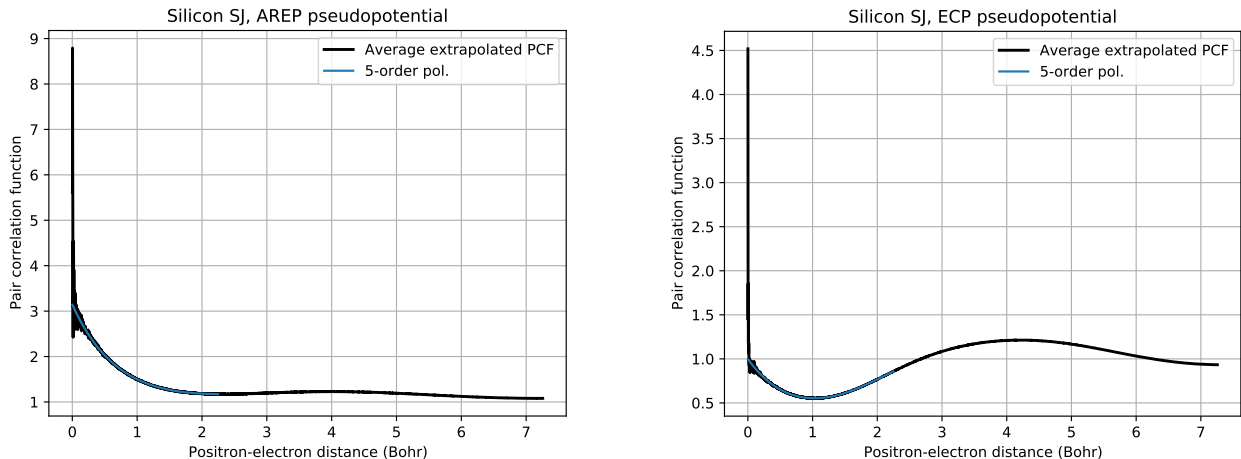 Silicon SJ, AREP pseudopotential
Average extrapolated PCF
5-order pol.
Pair correlation function
9
8
7
6
5
4
3
2
1
0 1 2 3 4 5 6 7
Positron-electron distance (Bohr)
Silicon SJ, ECP pseudopotential
Average extrapolated PCF
5-order pol.
Pair correlation function
4.5
4.0
3.5
3.0
2.5
2.0
1.5
1.0
0.5
0 1 2 3 4 5 6 7
Positron-electron distance (Bohr)